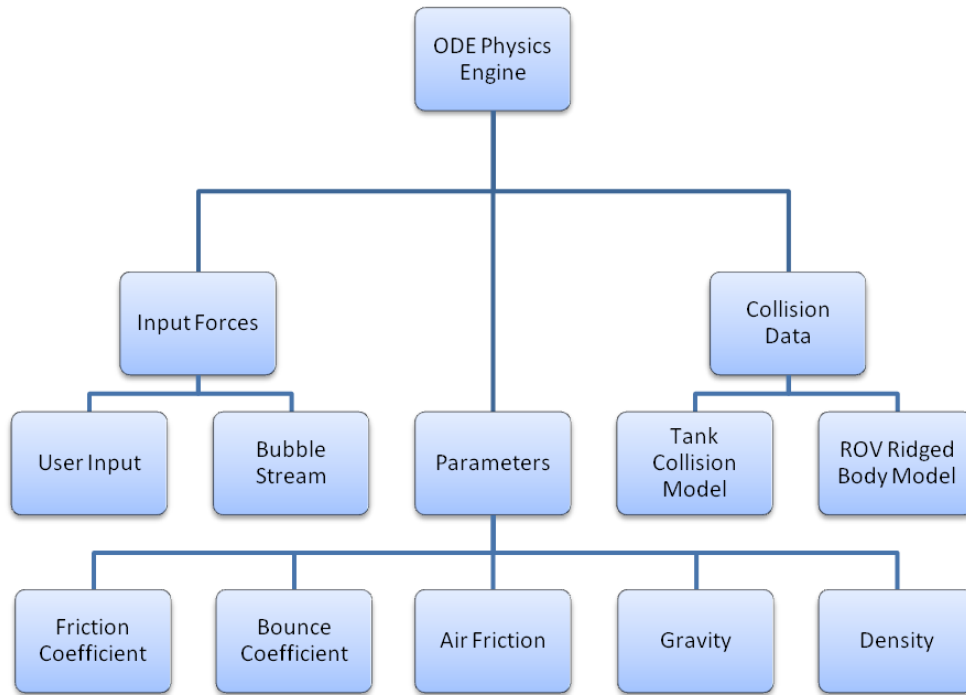 ODE Physics
Engine
Input Forces
Collision
Data
User Input
Bubble
Stream
Parameters
Tank
Collision
Model
ROV Ridged
Body Model
Friction
Coefficient
Bounce
Coefficient
Air Friction
Gravity
Density